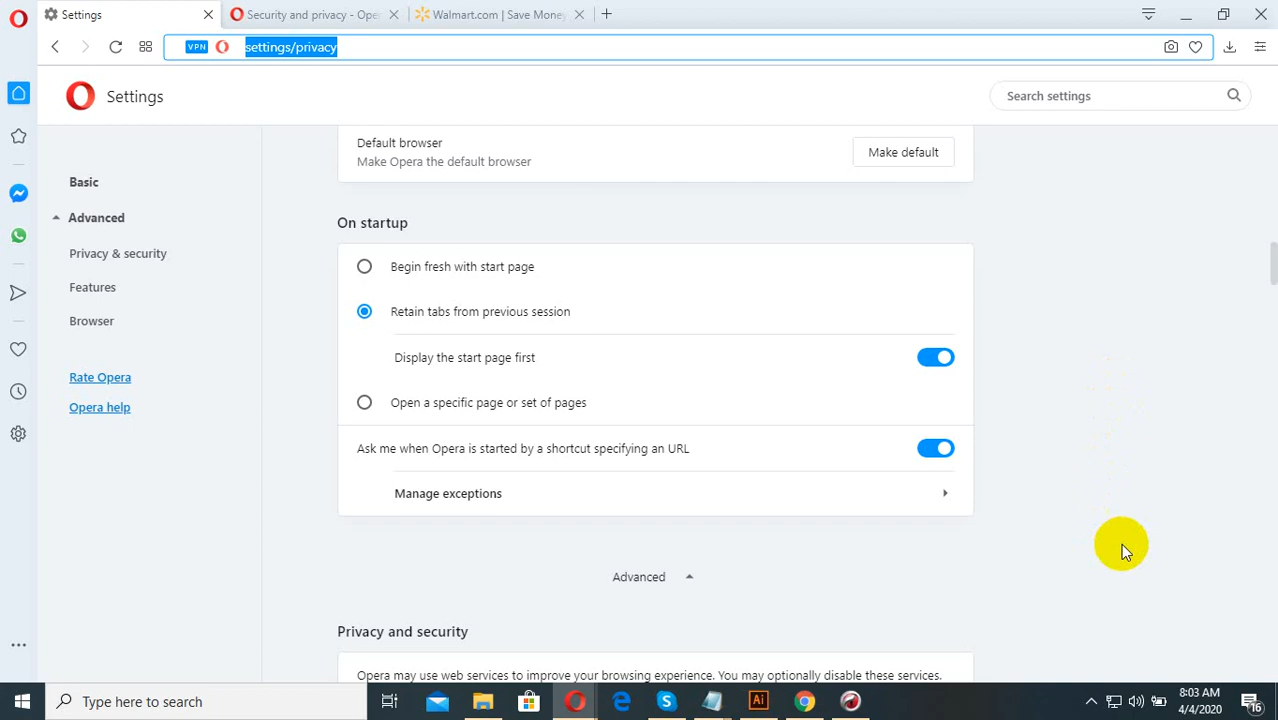 Settings
Security and privacy - Ope
Walmart.com | Save Money
VPN
settings/privacy
Settings
Search settings
Basic
Advanced
Privacy & security
Features
Browser
Rate Opera
Opera help
Default browser
Make Opera the default browser
Make default
On startup
Begin fresh with start page
Retain tabs from previous session
Display the start page first
Open a specific page or set of pages
Ask me when Opera is started by a shortcut specifying an URL
Manage exceptions
Advanced
Privacy and security
Opera may use web services to improve your browsing experience. You may optionally disable these services.
Type here to search
Ai
8:03 AM
4/4/2020
16